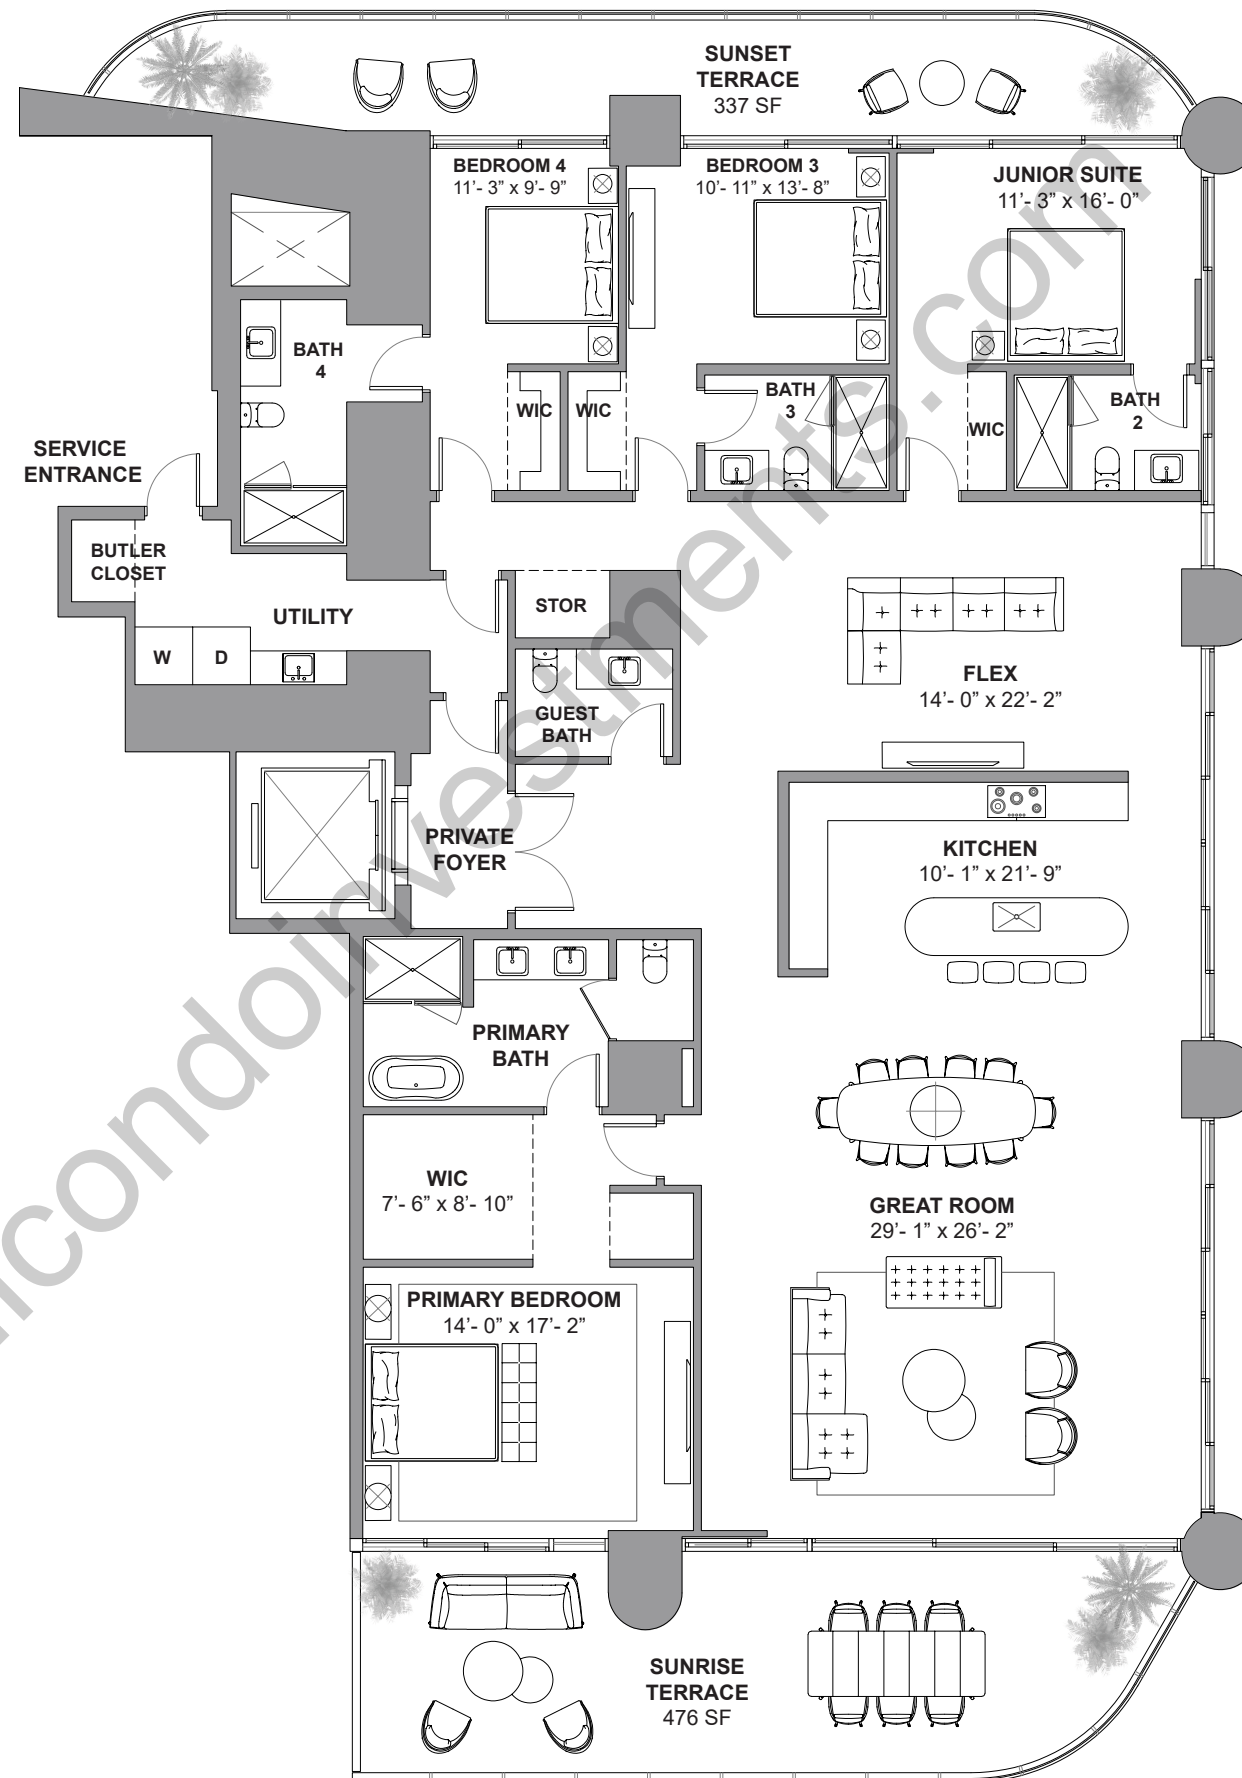 SUNSET
TERRACE
337 SF
BEDROOM 4
11'- 3" x 9'- 9"
BEDROOM 3
10'- 11" x 13'- 8"
JUNIOR SUITE
11'- 3" x 16'- 0"
BATH
4
WIC
WIC
BATH
3
WIC
BATH
2
SERVICE
ENTRANCE
BUTLER
CLOSET
UTILITY
W
D
STOR
GUEST
BATH
FLEX
14'- 0" x 22'- 2"
PRIVATE
FOYER
KITCHEN
10'- 1" x 21'- 9"
PRIMARY
BATH
WIC
7'- 6" x 8'- 10"
GREAT ROOM
29'- 1" x 26'- 2"
PRIMARY BEDROOM
14'- 0" x 17'- 2"
SUNRISE
TERRACE
476 SF
condoinvestments.com